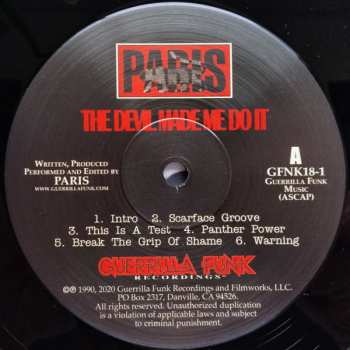 PARIS
THE DEVIL MADE ME DO IT
WRITTEN, PRODUCED
PERFORMED AND EDITED BY
PARIS
WWW.GUERRILLAFUNK.COM
A
GFNK18-1
GUERRILLA FUNK
MUSIC
(ASCAP)
1. Intro 2. Scarface Groove
3. This Is A Test 4. Panther Power
5. Break The Grip Of Shame 6. Warning
GUERRILLA FUNK
RECORDINGS
℗© 1990, 2020 Guerrilla Funk Recordings and Filmworks, LLC.
PO Box 2317, Danville, CA 94526.
All Rights Reserved. Unauthorized duplication
is a violation of applicable laws and subject
to criminal punishment.